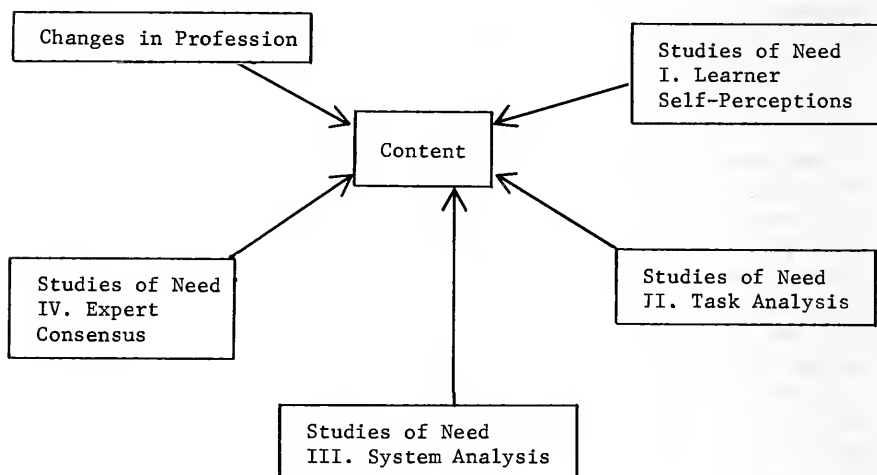 Changes in Profession
Studies of Need
I. Learner
Self-Perceptions
Content
Studies of Need
IV. Expert
Consensus
Studies of Need
JI. Task Analysis
Studies of Need
III. System Analysis